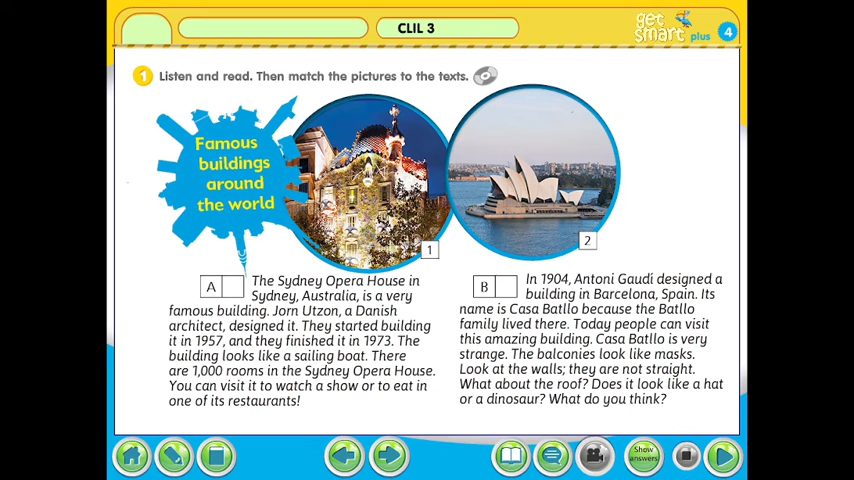 CLIL 3
get
smart plus 4
1 Listen and read. Then match the pictures to the texts.
Famous
buildings
around
the world
1
2
A The Sydney Opera House in
Sydney, Australia, is a very
famous building. Jorn Utzon, a Danish
architect, designed it. They started building
it in 1957, and they finished it in 1973. The
building looks like a sailing boat. There
are 1,000 rooms in the Sydney Opera House.
You can visit it to watch a show or to eat in
one of its restaurants!
B In 1904, Antoni Gaudí designed a
building in Barcelona, Spain. Its
name is Casa Batllo because the Batllo
family lived there. Today people can visit
this amazing building. Casa Batllo is very
strange. The balconies look like masks.
Look at the walls; they are not straight.
What about the roof? Does it look like a hat
or a dinosaur? What do you think?
Show
answers